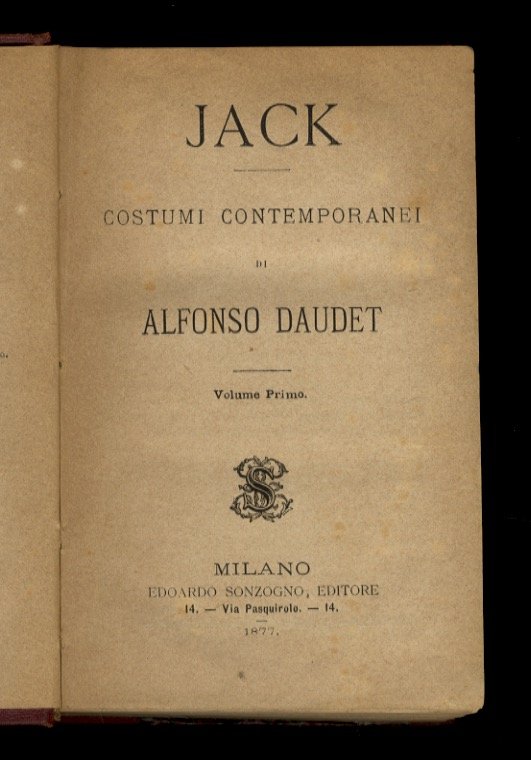 JACK
COSTUMI CONTEMPORANEI
DI
ALFONSO DAUDET
Volume Primo.
S
MILANO
EDOARDO SONZOGNO, EDITORE
14. — Via Pasquirolo. — 14.
1877.